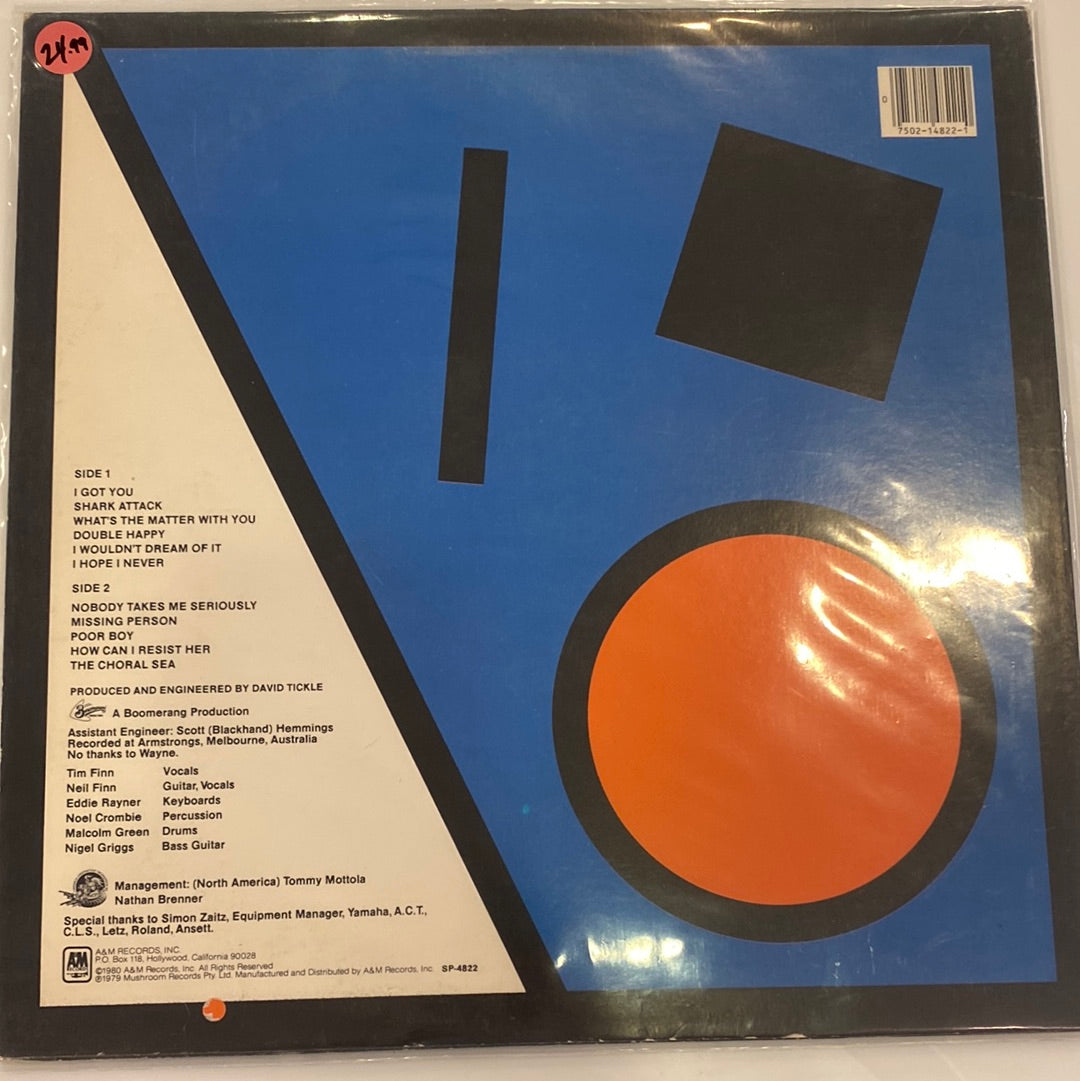 24.99
0
7502-14822-1
SIDE 1
I GOT YOU
SHARK ATTACK
WHAT'S THE MATTER WITH YOU
DOUBLE HAPPY
I WOULDN'T DREAM OF IT
I HOPE I NEVER
SIDE 2
NOBODY TAKES ME SERIOUSLY
MISSING PERSON
POOR BOY
HOW CAN I RESIST HER
THE CHORAL SEA
PRODUCED AND ENGINEERED BY DAVID TICKLE
A Boomerang Production
Assistant Engineer: Scott (Blackhand) Hemmings
Recorded at Armstrongs, Melbourne, Australia
No thanks to Wayne.
Tim Finn Vocals
Neil Finn Guitar, Vocals
Eddie Rayner Keyboards
Noel Crombie Percussion
Malcolm Green Drums
Nigel Griggs Bass Guitar
Management: (North America) Tommy Mottola
Nathan Brenner
Special thanks to Simon Zaitz, Equipment Manager, Yamaha, A.C.T.,
C.L.S., Letz, Roland, Ansett.
A&M RECORDS, INC.
P.O. Box 118, Hollywood, California 90028
©1980 A&M Records, Inc. All Rights Reserved
℗1979 Mushroom Records Pty. Ltd. Manufactured and Distributed by A&M Records, Inc. SP-4822
A&M